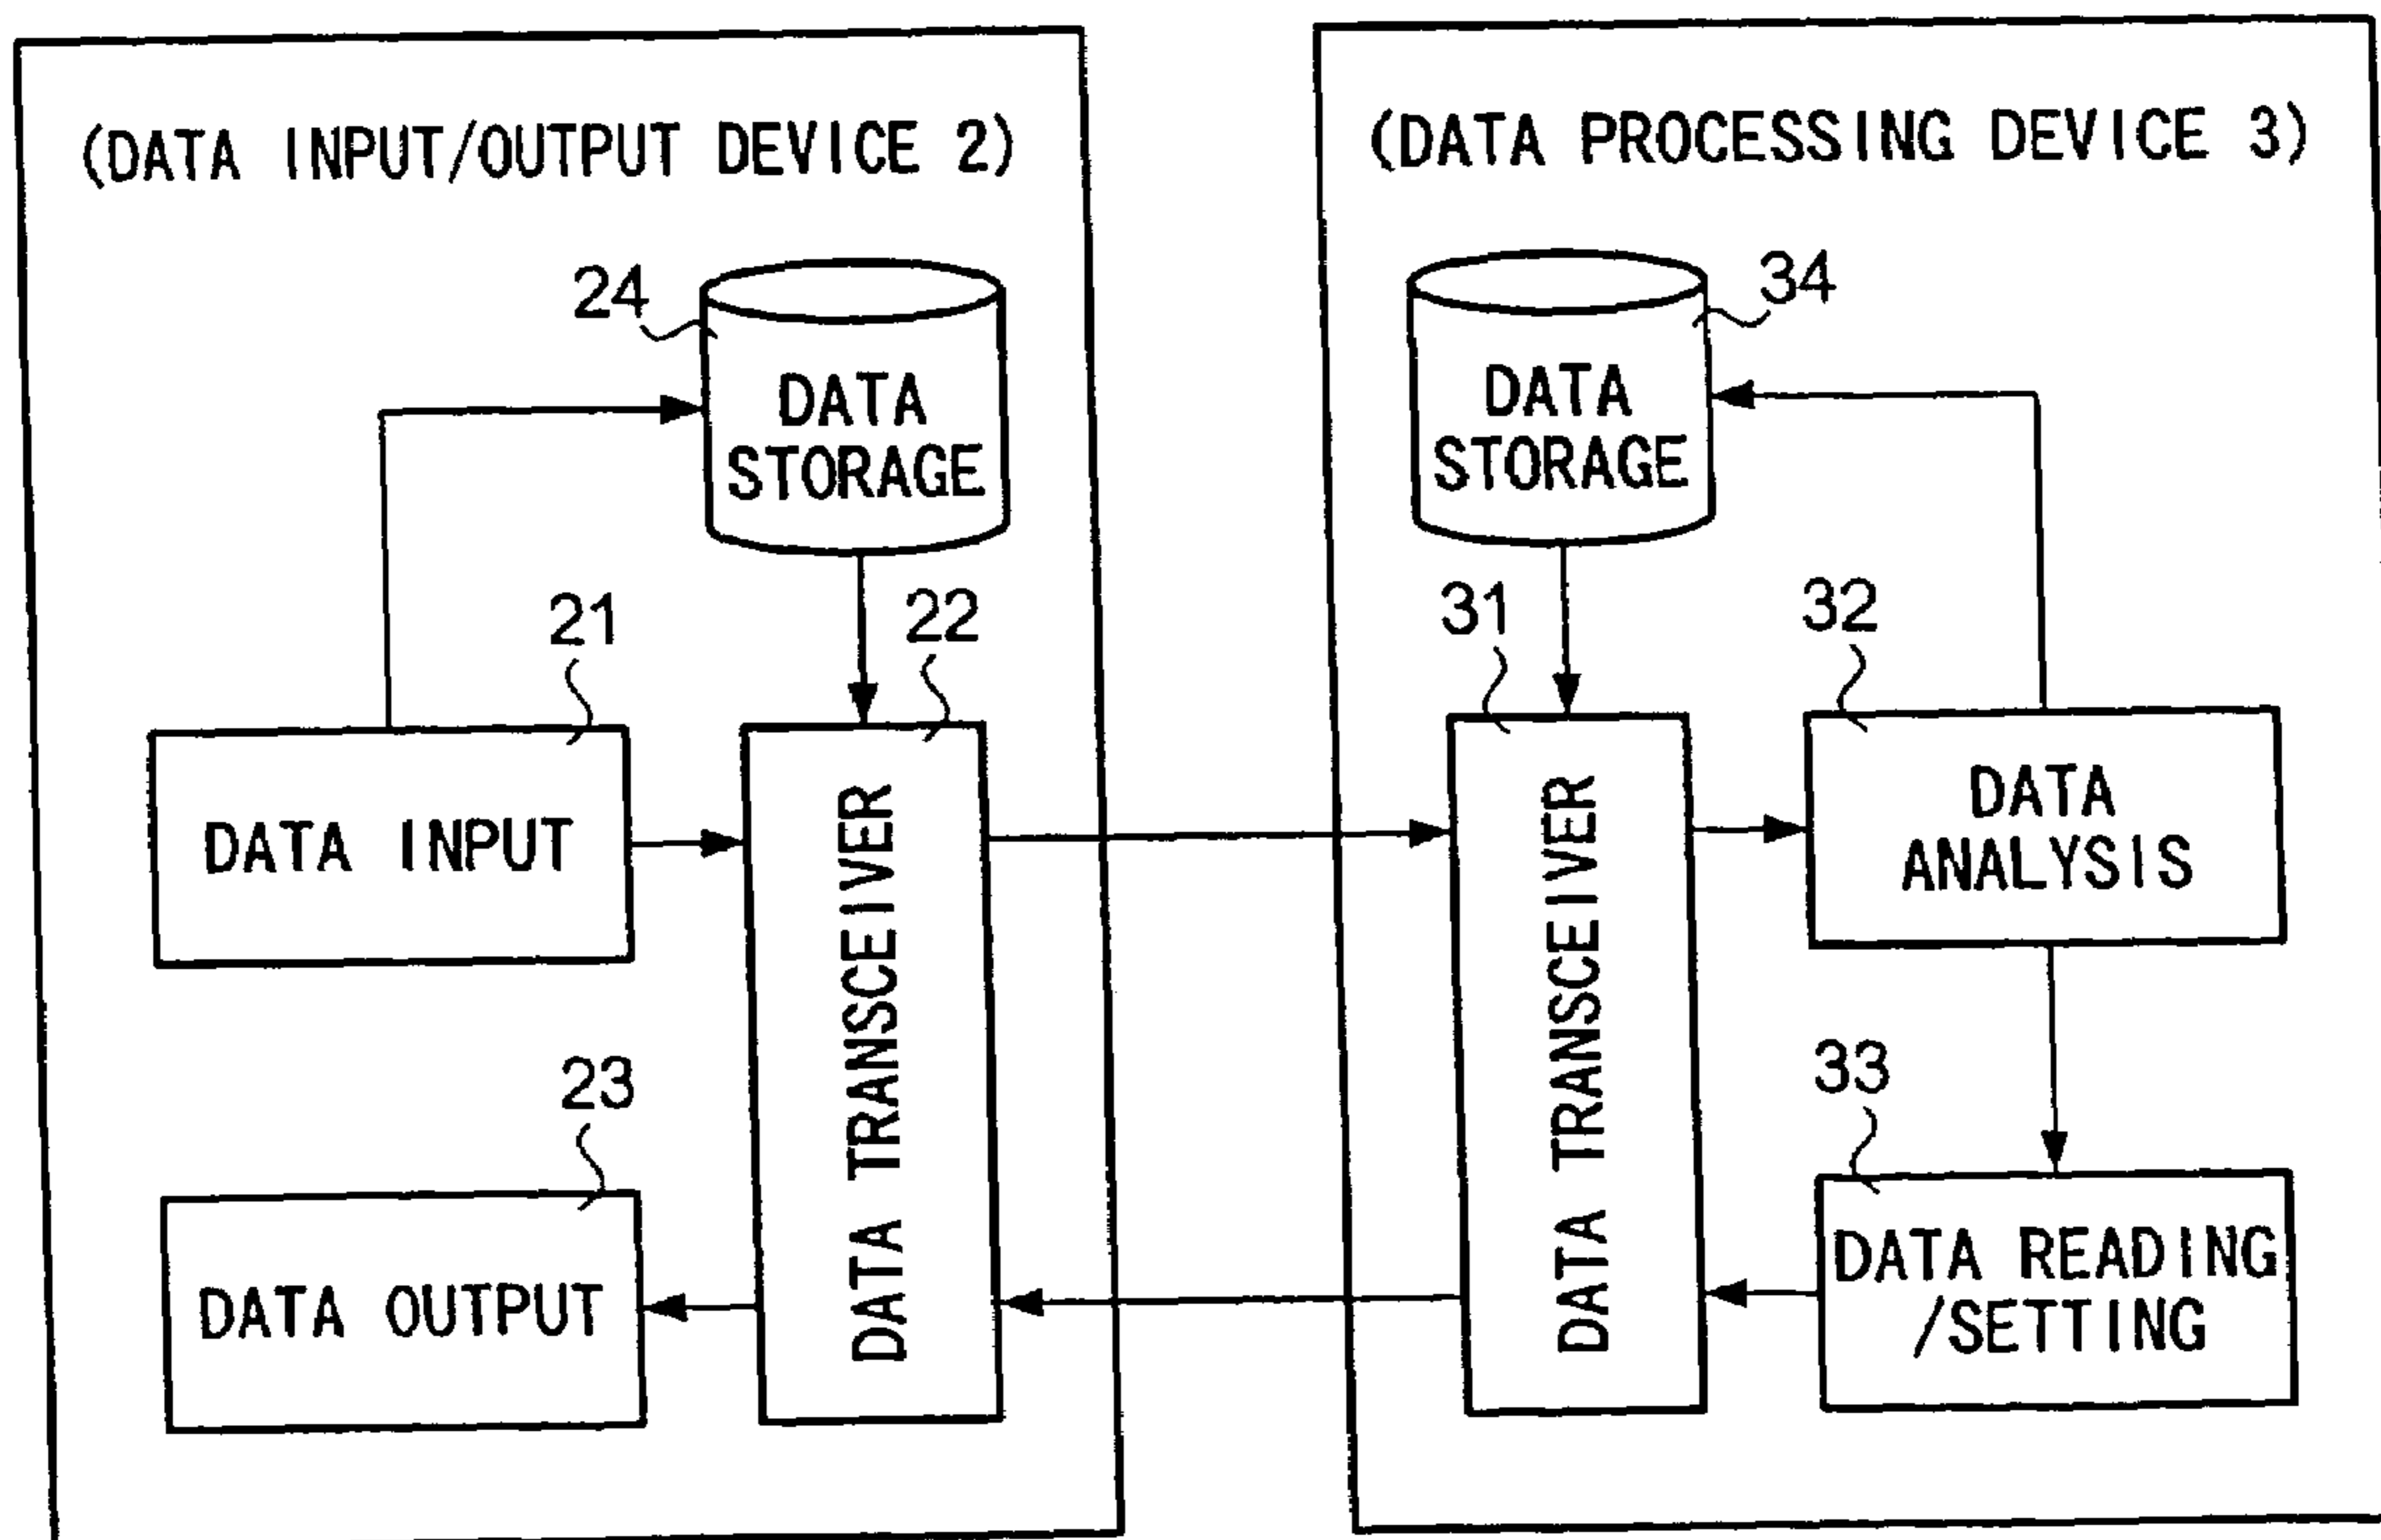 (DATA INPUT/OUTPUT DEVICE 2)
24
DATA
STORAGE
21
22
DATA INPUT
DATA TRANSCEIVER
23
DATA OUTPUT
(DATA PROCESSING DEVICE 3)
34
DATA
STORAGE
31
32
DATA TRANSCEIVER
DATA
ANALYSIS
33
DATA READING
/SETTING